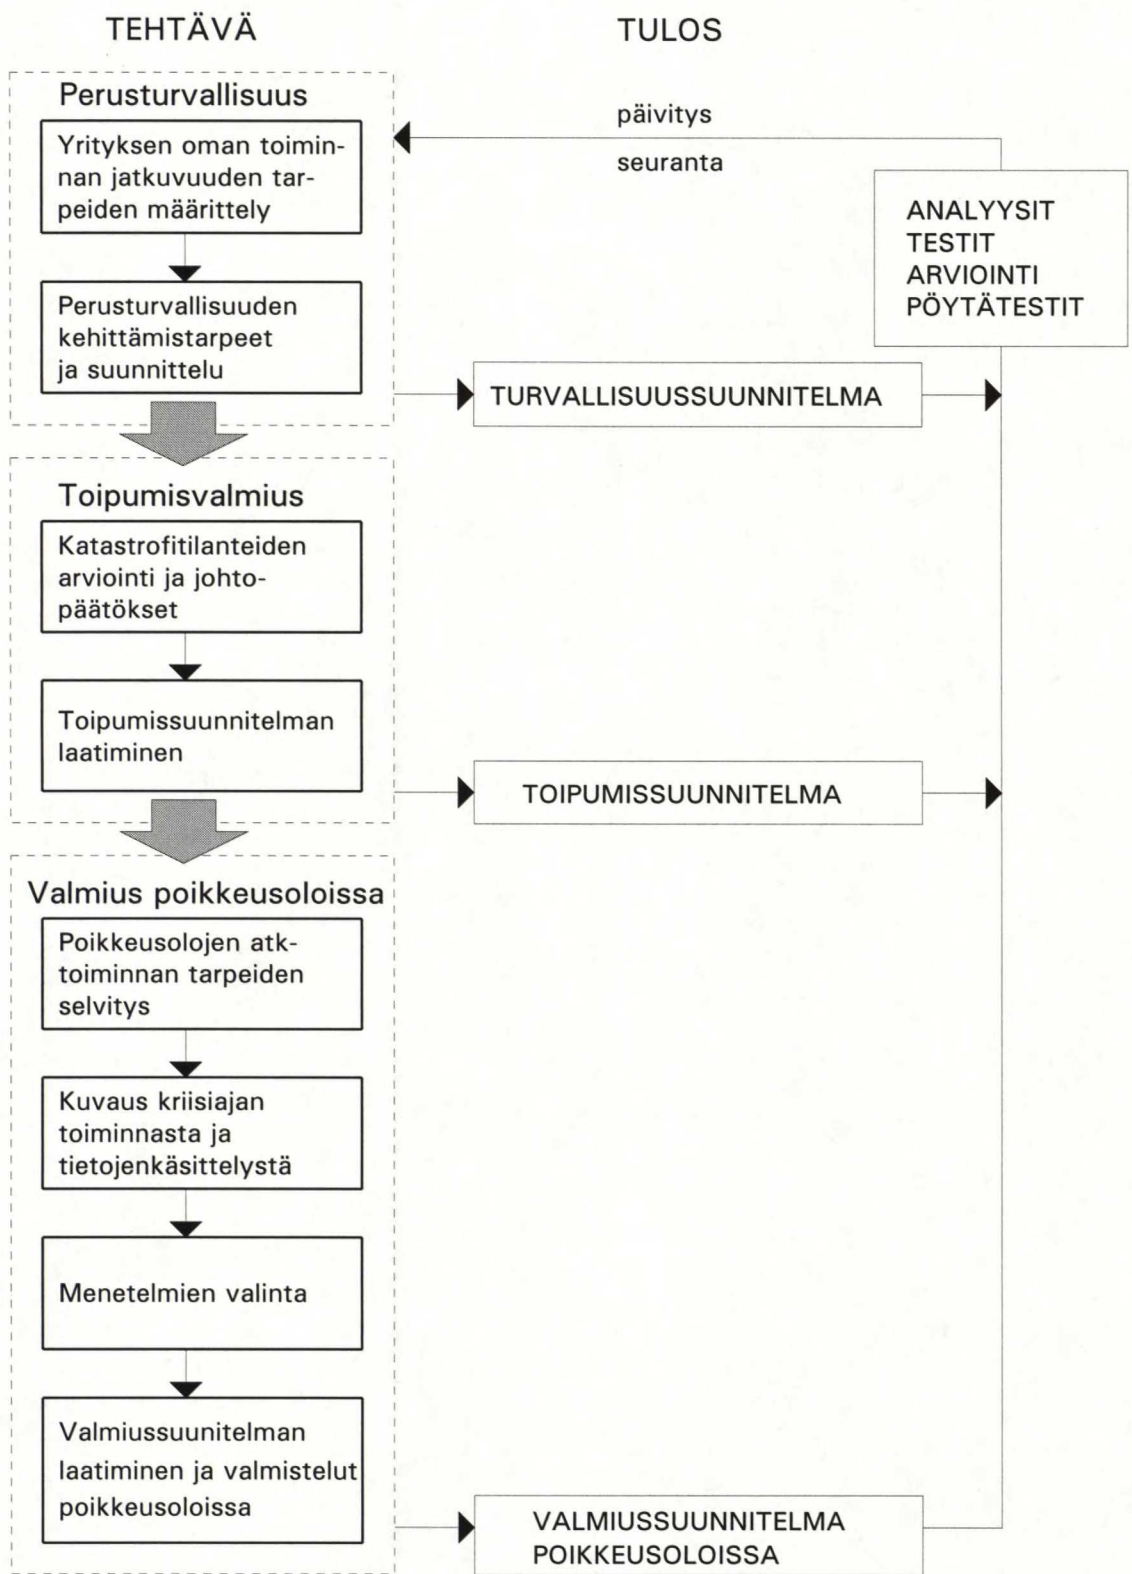 TEHTÄVÄ
TULOS
Perusturvallisuus
Yrityksen oman toimin-
nan jatkuvuuden tar-
peiden määrittely
päivitys
seuranta
ANALYYSIT
TESTIT
ARVIOINTI
PÖYTÄTESTIT
Perusturvallisuuden
kehittämistarpeet
ja suunnittelu
TURVALLISUUSSUUNNITELMA
Toipumisvalmius
Katastrofitilanteiden
arviointi ja johto-
päätökset
Toipumissuunnitelman
laatiminen
TOIPUMISSUUNNITELMA
Valmius poikkeusoloissa
Poikkeusolojen atk-
toiminnan tarpeiden
selvitys
Kuvaus kriisiajan
toiminnasta ja
tietojenkäsittelystä
Menetelmien valinta
Valmiussuunitelman
laatiminen ja valmistelut
poikkeusoloissa
VALMIUSSUUNNITELMA
POIKKEUSOLOISSA